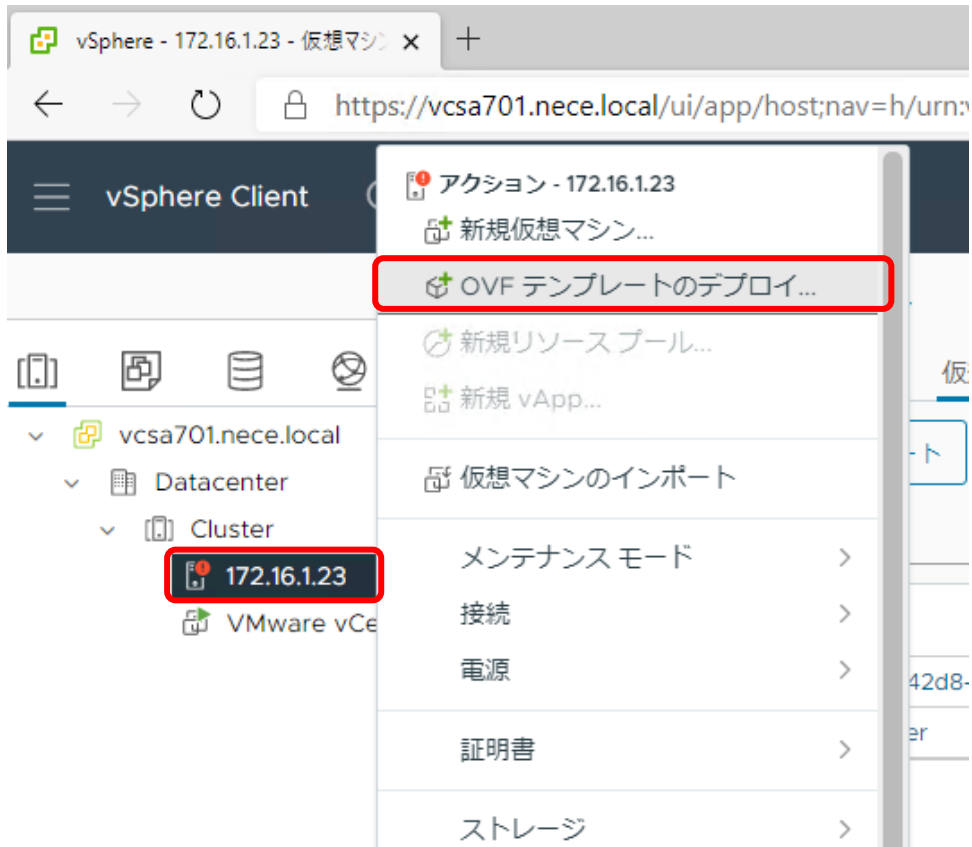 vSphere - 172.16.1.23 - 仮想マシン
https://vcsa701.nece.local/ui/app/host;nav=h/urn:v
vSphere Client
アクション - 172.16.1.23
新規仮想マシン...
OVF テンプレートのデプロイ...
新規リソース プール...
新規 vApp...
仮想マシンのインポート
メンテナンス モード
接続
電源
証明書
ストレージ
vcsa701.nece.local
Datacenter
Cluster
172.16.1.23
VMware vCe
ート
42d8-
er